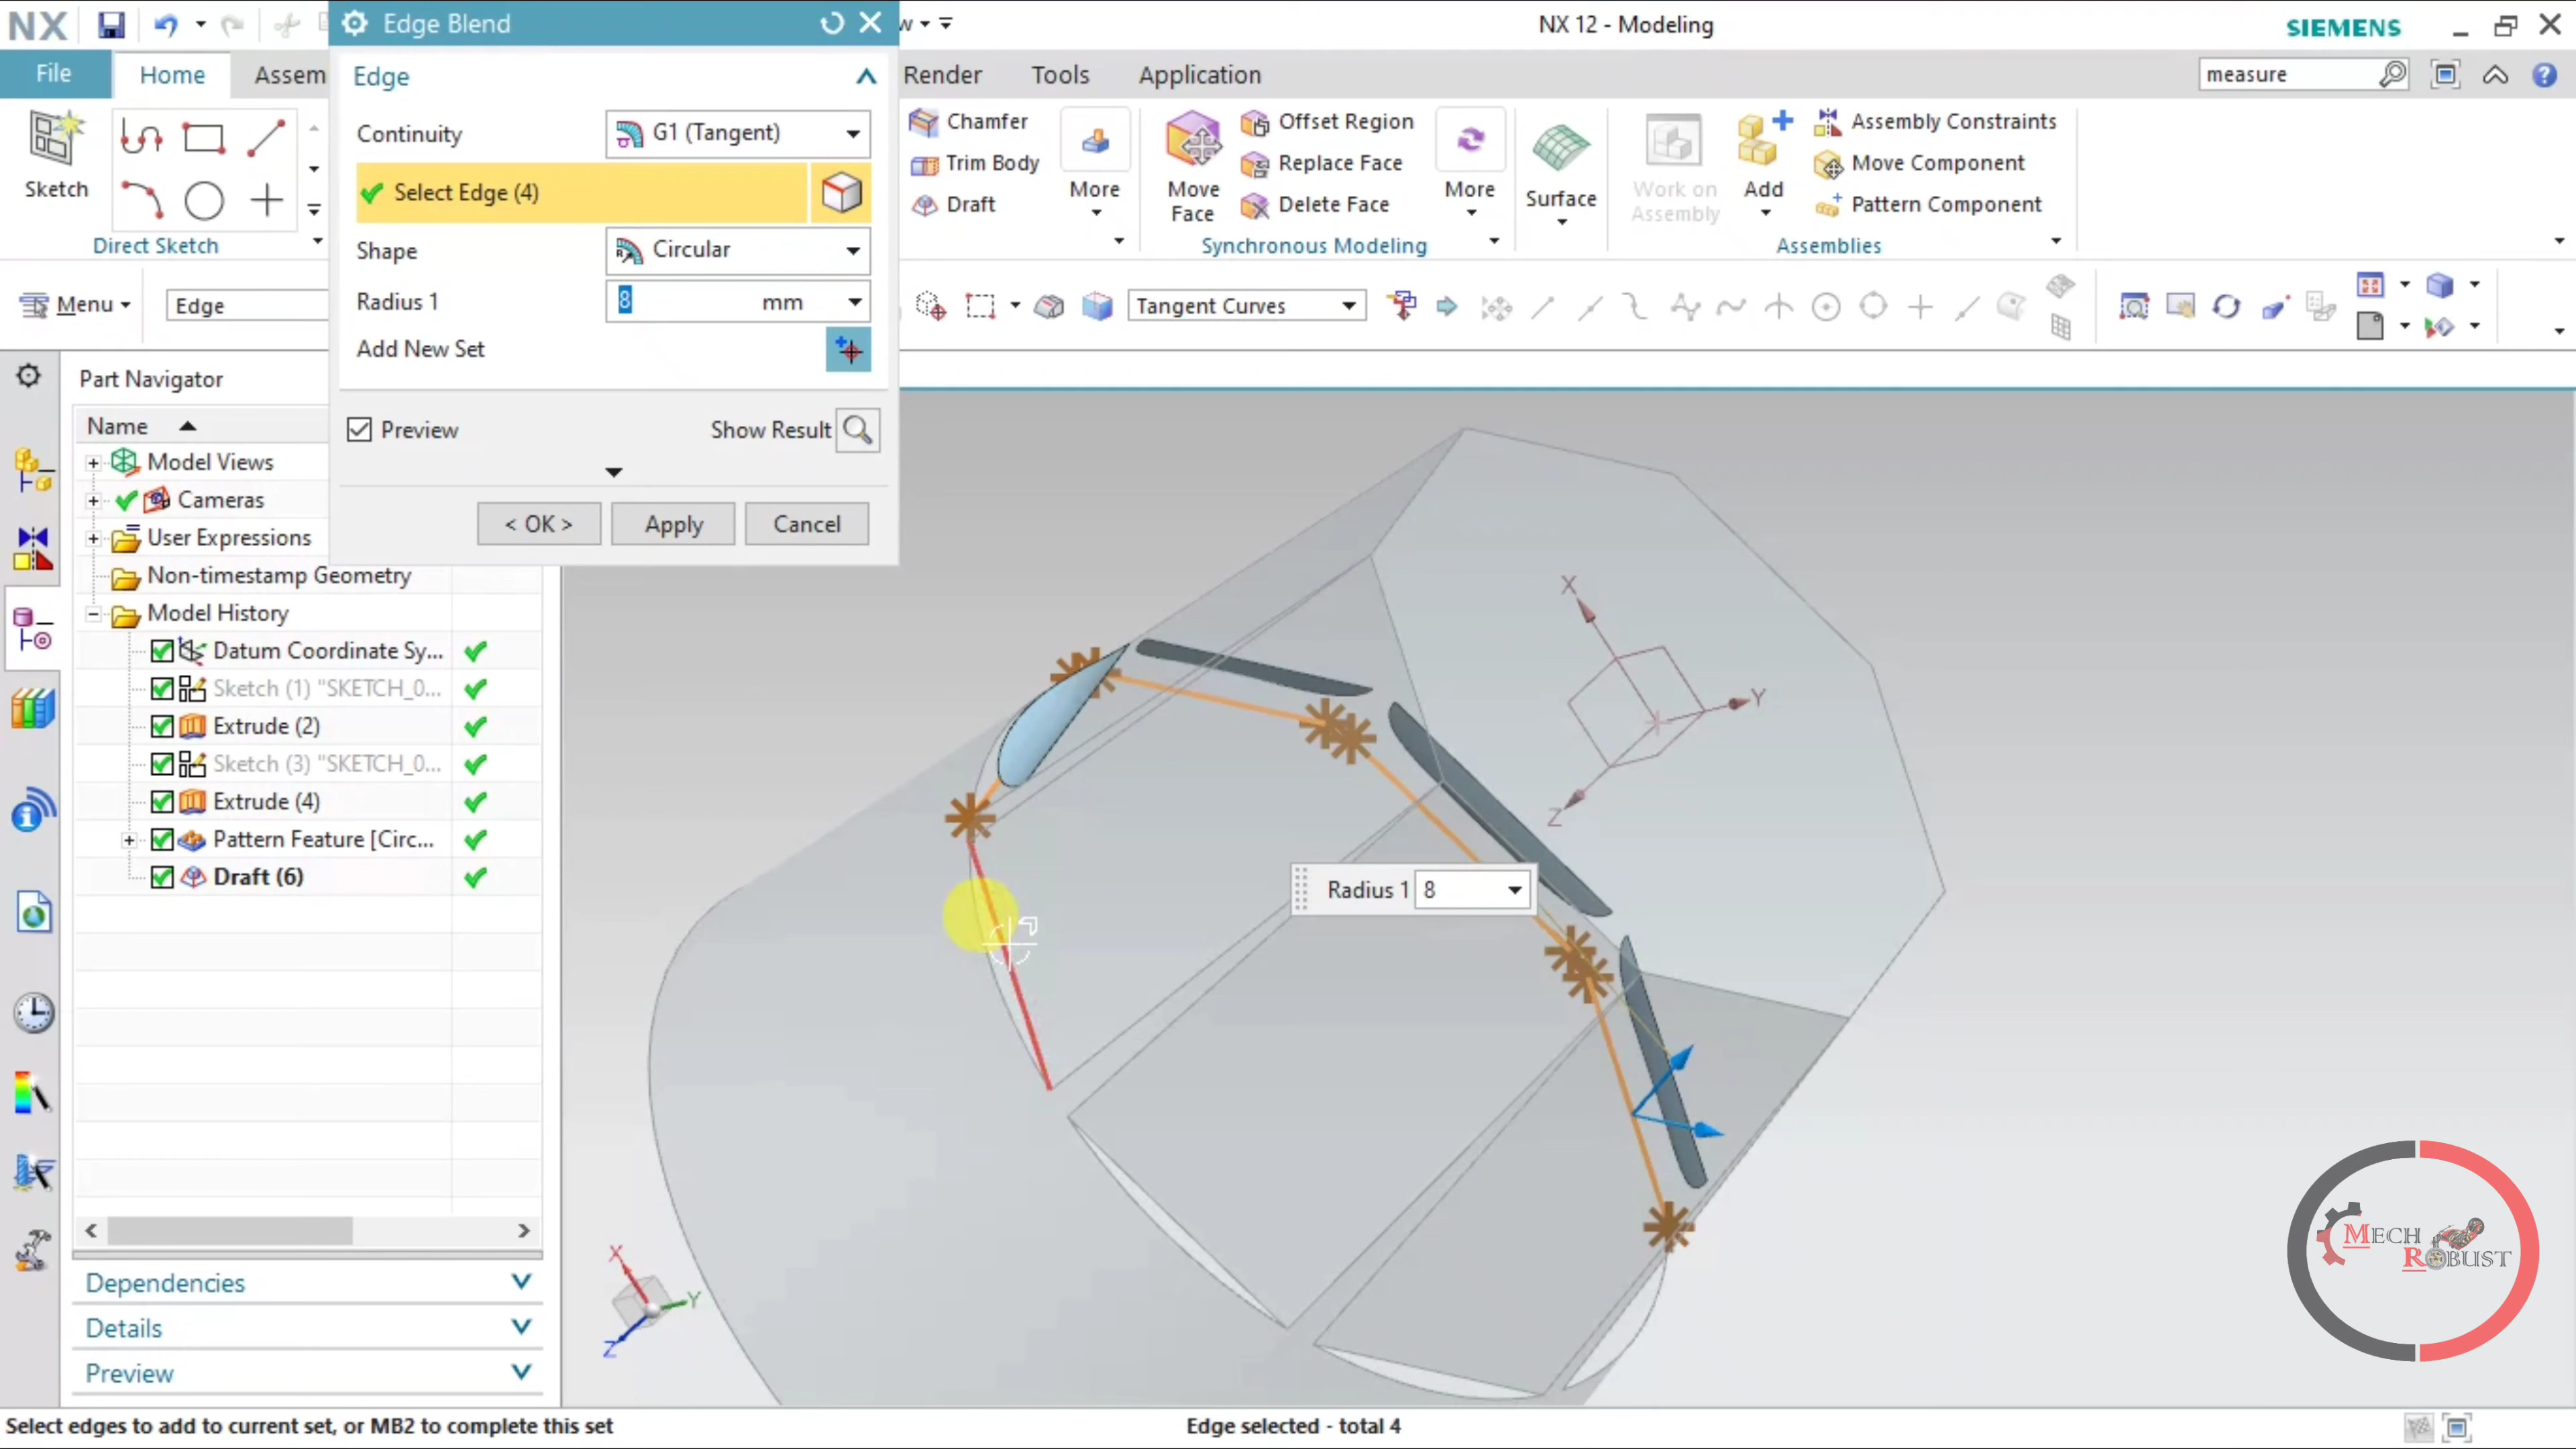 NX
Edge Blend
w
NX 12 - Modeling
SIEMENS
File
Home
Assem
Render
Tools
Application
measure
Edge
Continuity
G1 (Tangent)
Select Edge (4)
Shape
Circular
Radius 1
8 mm
Add New Set
Preview
Show Result
< OK >
Apply
Cancel
Sketch
Direct Sketch
Chamfer
Trim Body
Draft
More
Move Face
Offset Region
Replace Face
Delete Face
More
Synchronous Modeling
Surface
Work on Assembly
Add
Assembly Constraints
Move Component
Pattern Component
Assemblies
Menu
Edge
Tangent Curves
Part Navigator
Name
Model Views
Cameras
User Expressions
Non-timestamp Geometry
Model History
Datum Coordinate Sy...
Sketch (1) "SKETCH_0...
Extrude (2)
Sketch (3) "SKETCH_0...
Extrude (4)
Pattern Feature [Circ...
Draft (6)
Dependencies
Details
Preview
X
Y
Z
Radius 1 8
X
Y
Z
MECH
ROBUST
Select edges to add to current set, or MB2 to complete this set
Edge selected - total 4